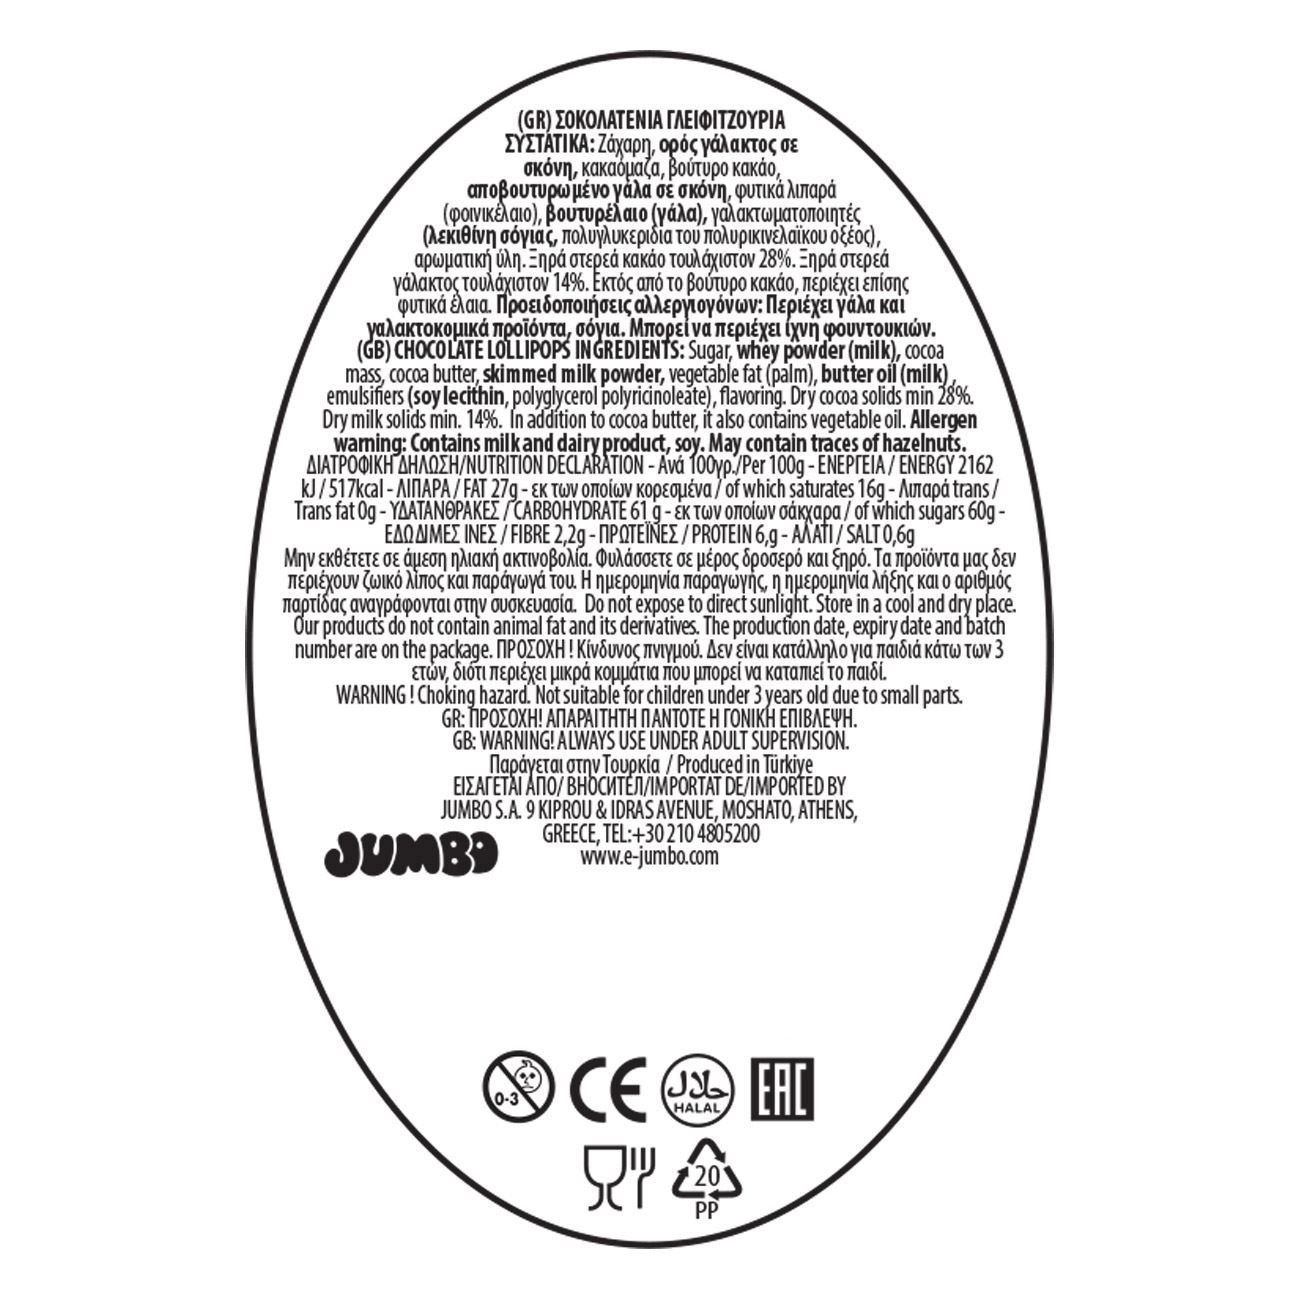 (GR) ΣΟΚΟΛΑΤΕΝΙΑ ΓΛΕΙΦΙΤΖΟΥΡΙΑ
ΣΥΣΤΑΤΙΚΑ: Ζάχαρη, ορός γάλακτος σε
σκόνη, κακαόμαζα, βούτυρο κακάο,
αποβουτυρωμένο γάλα σε σκόνη, φυτικά λιπαρά
(φοινικέλαιο), βουτυρέλαιο (γάλα), γαλακτωματοποιητές
(λεκιθίνη σόγιας, πολυγλυκερίδια του πολυρικινελαϊκου οξέος),
αρωματική ύλη. Ξηρά στερεά κακάο τουλάχιστον 28%. Ξηρά στερεά
γάλακτος τουλάχιστον 14%. Εκτός από το βούτυρο κακάο, περιέχει επίσης
φυτικά έλαια. Προειδοποιήσεις αλλεργιογόνων: Περιέχει γάλα και
γαλακτοκομικά προϊόντα, σόγια. Μπορεί να περιέχει ίχνη φουντουκιών.
(GB) CHOCOLATE LOLLIPOPS INGREDIENTS: Sugar, whey powder (milk), cocoa
mass, cocoa butter, skimmed milk powder, vegetable fat (palm), butter oil (milk) ,
emulsifiers (soy lecithin, polyglycerol polyricinoleate), flavoring. Dry cocoa solids min 28%.
Dry milk solids min. 14%. In addition to cocoa butter, it also contains vegetable oil. Allergen
warning: Contains milk and dairy product, soy. May contain traces of hazelnuts.
ΔΙΑΤΡΟΦΙΚΗ ΔΗΛΩΣΗ/NUTRITION DECLARATION - Ανά 100γρ./Per 100g - ΕΝΕΡΓΕΙΑ / ENERGY 2162
kJ / 517kcal - ΛΙΠΑΡΑ / FAT 27g - εκ των οποίων κορεσμένα / of which saturates 16g - Λιπαρά trans /
Trans fat 0g - ΥΔΑΤΑΝΘΡΑΚΕΣ / CARBOHYDRATE 61 g - εκ των οποίων σάκχαρα / of which sugars 60g -
ΕΔΩΔΙΜΕΣ ΙΝΕΣ / FIBRE 2,2g - ΠΡΩΤΕΪΝΕΣ / PROTEIN 6,g - ΑΛΑΤΙ / SALT 0,6g
Μην εκθέτετε σε άμεση ηλιακή ακτινοβολία. Φυλάσσετε σε μέρος δροσερό και ξηρό. Τα προϊόντα μας δεν
περιέχουν ζωικό λίπος και παράγωγά του. Η ημερομηνία παραγωγής, η ημερομηνία λήξης και ο αριθμός
παρτίδας αναγράφονται στην συσκευασία. Do not expose to direct sunlight. Store in a cool and dry place.
Our products do not contain animal fat and its derivatives. The production date, expiry date and batch
number are on the package. ΠΡΟΣΟΧΗ ! Κίνδυνος πνιγμού. Δεν είναι κατάλληλο για παιδιά κάτω των 3
ετών, διότι περιέχει μικρά κομμάτια που μπορεί να καταπιεί το παιδί.
WARNING ! Choking hazard. Not suitable for children under 3 years old due to small parts.
GR: ΠΡΟΣΟΧΗ! ΑΠΑΡΑΙΤΗΤΗ ΠΑΝΤΟΤΕ Η ΓΟΝΙΚΗ ΕΠΙΒΛΕΨΗ.
GB: WARNING! ALWAYS USE UNDER ADULT SUPERVISION.
Παράγεται στην Τουρκία / Produced in Türkiye
ΕΙΣΑΓΕΤΑΙ ΑΠΟ/ ВНОСИТЕЛ/IMPORTAT DE/IMPORTED BY
JUMBO S.A. 9 KIPROU & IDRAS AVENUE, MOSHATO, ATHENS,
GREECE, TEL:+30 210 4805200
www.e-jumbo.com
JUMBO
0-3 CE حلال HALAL EAC
20
PP